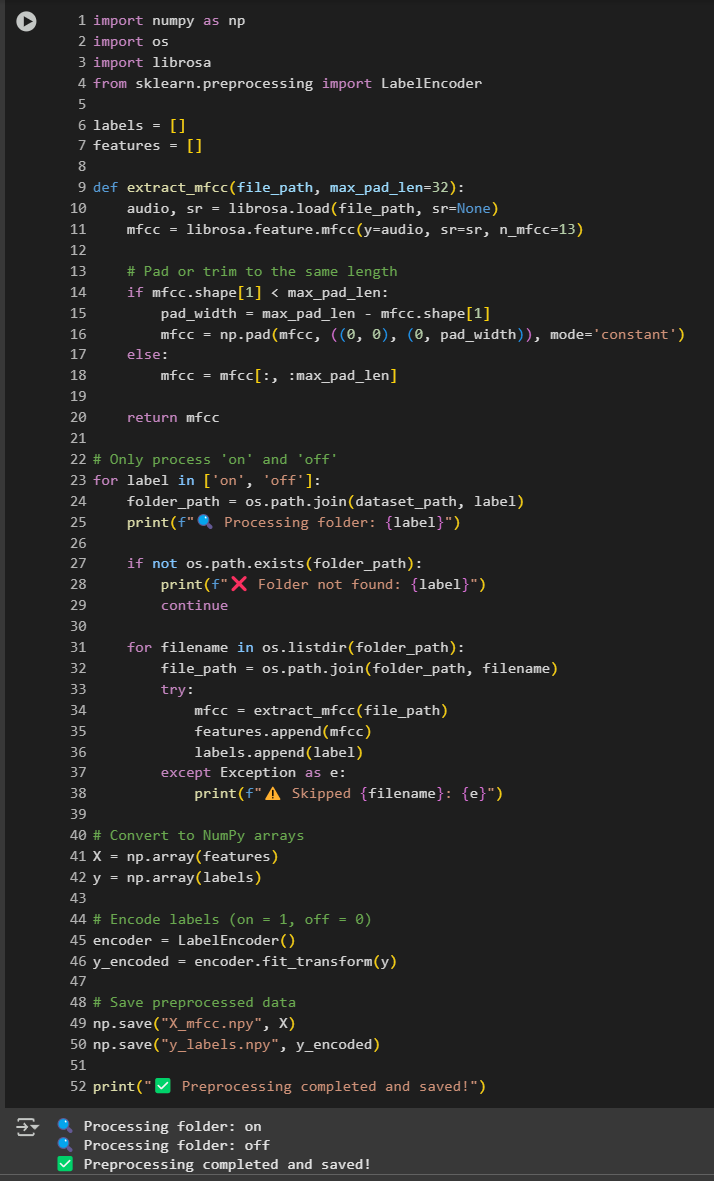 1 import numpy as np
2 import os
3 import librosa
4 from sklearn.preprocessing import LabelEncoder
5
6 labels = []
7 features = []
8
9 def extract_mfcc(file_path, max_pad_len=32):
10     audio, sr = librosa.load(file_path, sr=None)
11     mfcc = librosa.feature.mfcc(y=audio, sr=sr, n_mfcc=13)
12
13     # Pad or trim to the same length
14     if mfcc.shape[1] < max_pad_len:
15         pad_width = max_pad_len - mfcc.shape[1]
16         mfcc = np.pad(mfcc, ((0, 0), (0, pad_width)), mode='constant')
17     else:
18         mfcc = mfcc[:, :max_pad_len]
19
20     return mfcc
21
22 # Only process 'on' and 'off'
23 for label in ['on', 'off']:
24     folder_path = os.path.join(dataset_path, label)
25     print(f"🔍 Processing folder: {label}")
26
27     if not os.path.exists(folder_path):
28         print(f"❌ Folder not found: {label}")
29         continue
30
31     for filename in os.listdir(folder_path):
32         file_path = os.path.join(folder_path, filename)
33         try:
34             mfcc = extract_mfcc(file_path)
35             features.append(mfcc)
36             labels.append(label)
37         except Exception as e:
38             print(f"⚠️ Skipped {filename}: {e}")
39
40 # Convert to NumPy arrays
41 X = np.array(features)
42 y = np.array(labels)
43
44 # Encode labels (on = 1, off = 0)
45 encoder = LabelEncoder()
46 y_encoded = encoder.fit_transform(y)
47
48 # Save preprocessed data
49 np.save("X_mfcc.npy", X)
50 np.save("y_labels.npy", y_encoded)
51
52 print("✅ Preprocessing completed and saved!")
🔍 Processing folder: on
🔍 Processing folder: off
✅ Preprocessing completed and saved!